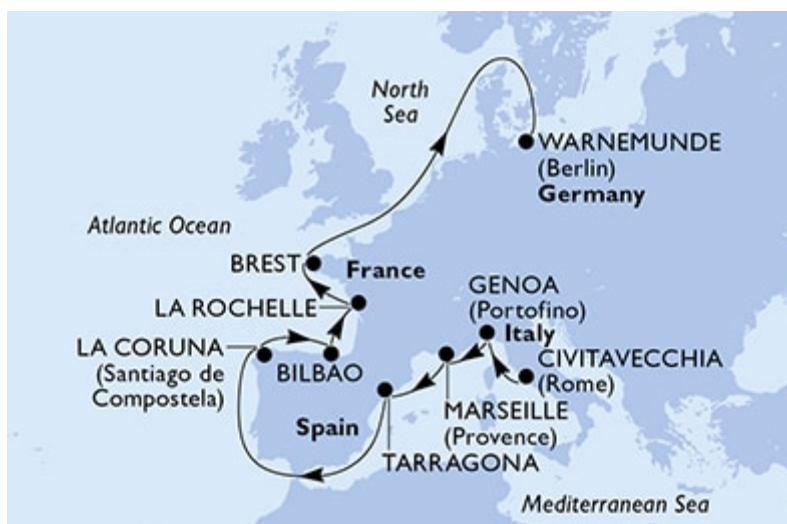 North
Sea
WARNEMUNDE
(Berlin)
Germany
Atlantic Ocean
BREST
France
GENOA
(Portofino)
Italy
LA ROCHELLE
LA CORUNA
(Santiago de
Compostela)
BILBAO
CIVITAVECCHIA
(Rome)
MARSEILLE
(Provence)
Spain
TARRAGONA
Mediterranean Sea